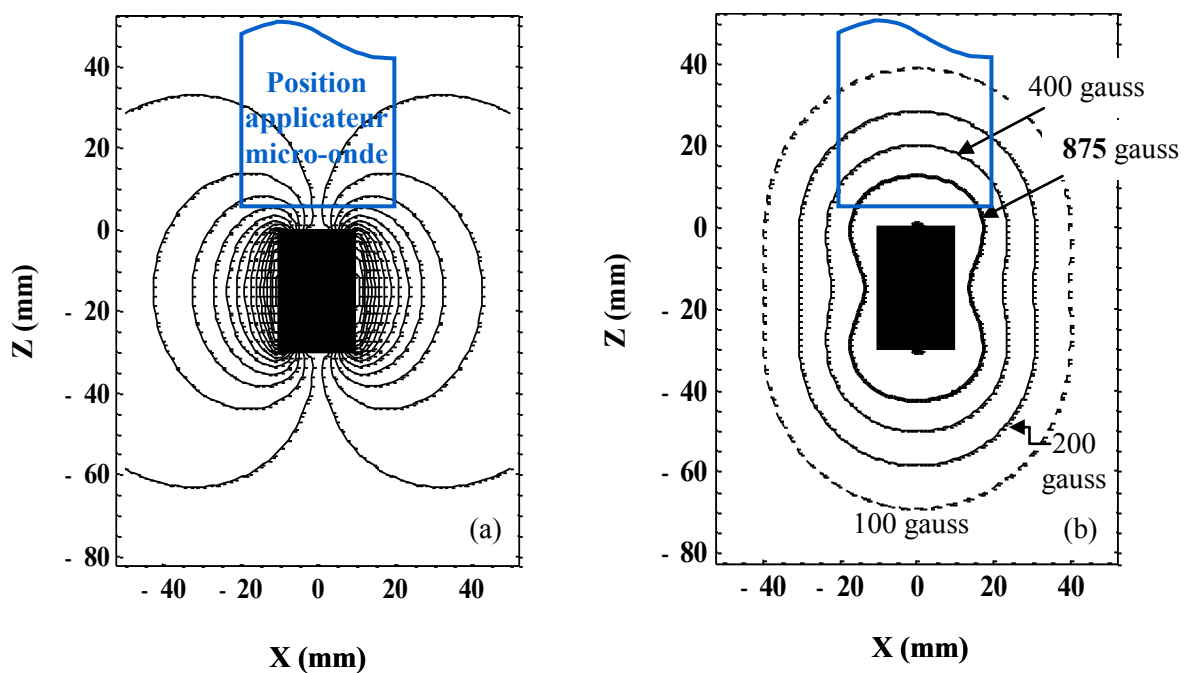 40
20
0
- 20
- 40
- 60
- 80
Z (mm)
Position
applicateur
micro-onde
(a)
- 40
- 20
0
20
40
X (mm)
40
20
0
- 20
- 40
- 60
- 80
Z (mm)
400 gauss
875 gauss
200
gauss
100 gauss
(b)
- 40
- 20
0
20
40
X (mm)